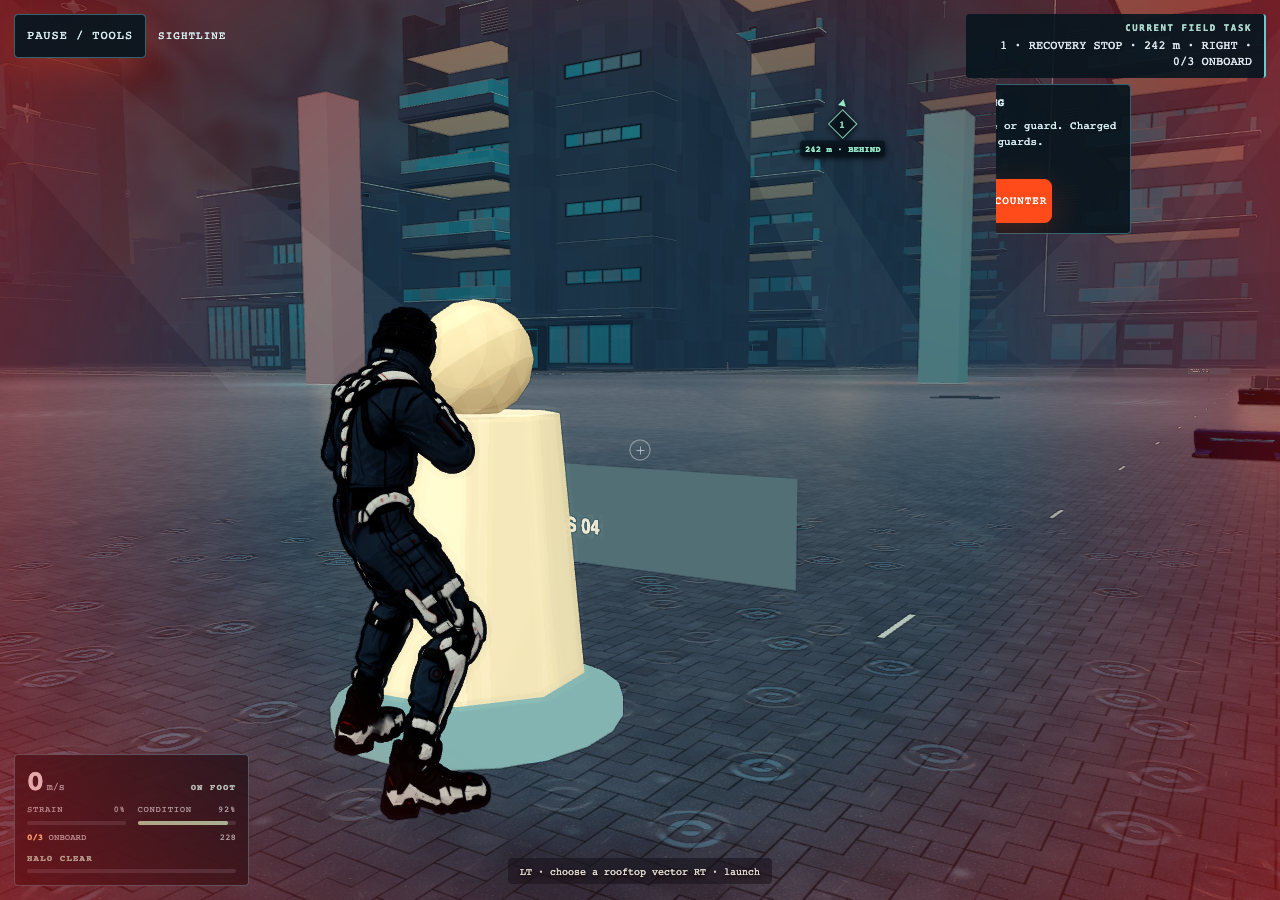 PAUSE / TOOLS
SIGHTLINE
CURRENT FIELD TASK
1 · RECOVERY STOP · 242 m · RIGHT ·
0/3 ONBOARD
or guard. Charged
guards.
COUNTER
1
242 m · BEHIND
S 04
0 m/s
ON FOOT
STRAIN 0% CONDITION 92%
0/3 ONBOARD 228
HALO CLEAR
LT · choose a rooftop vector RT · launch